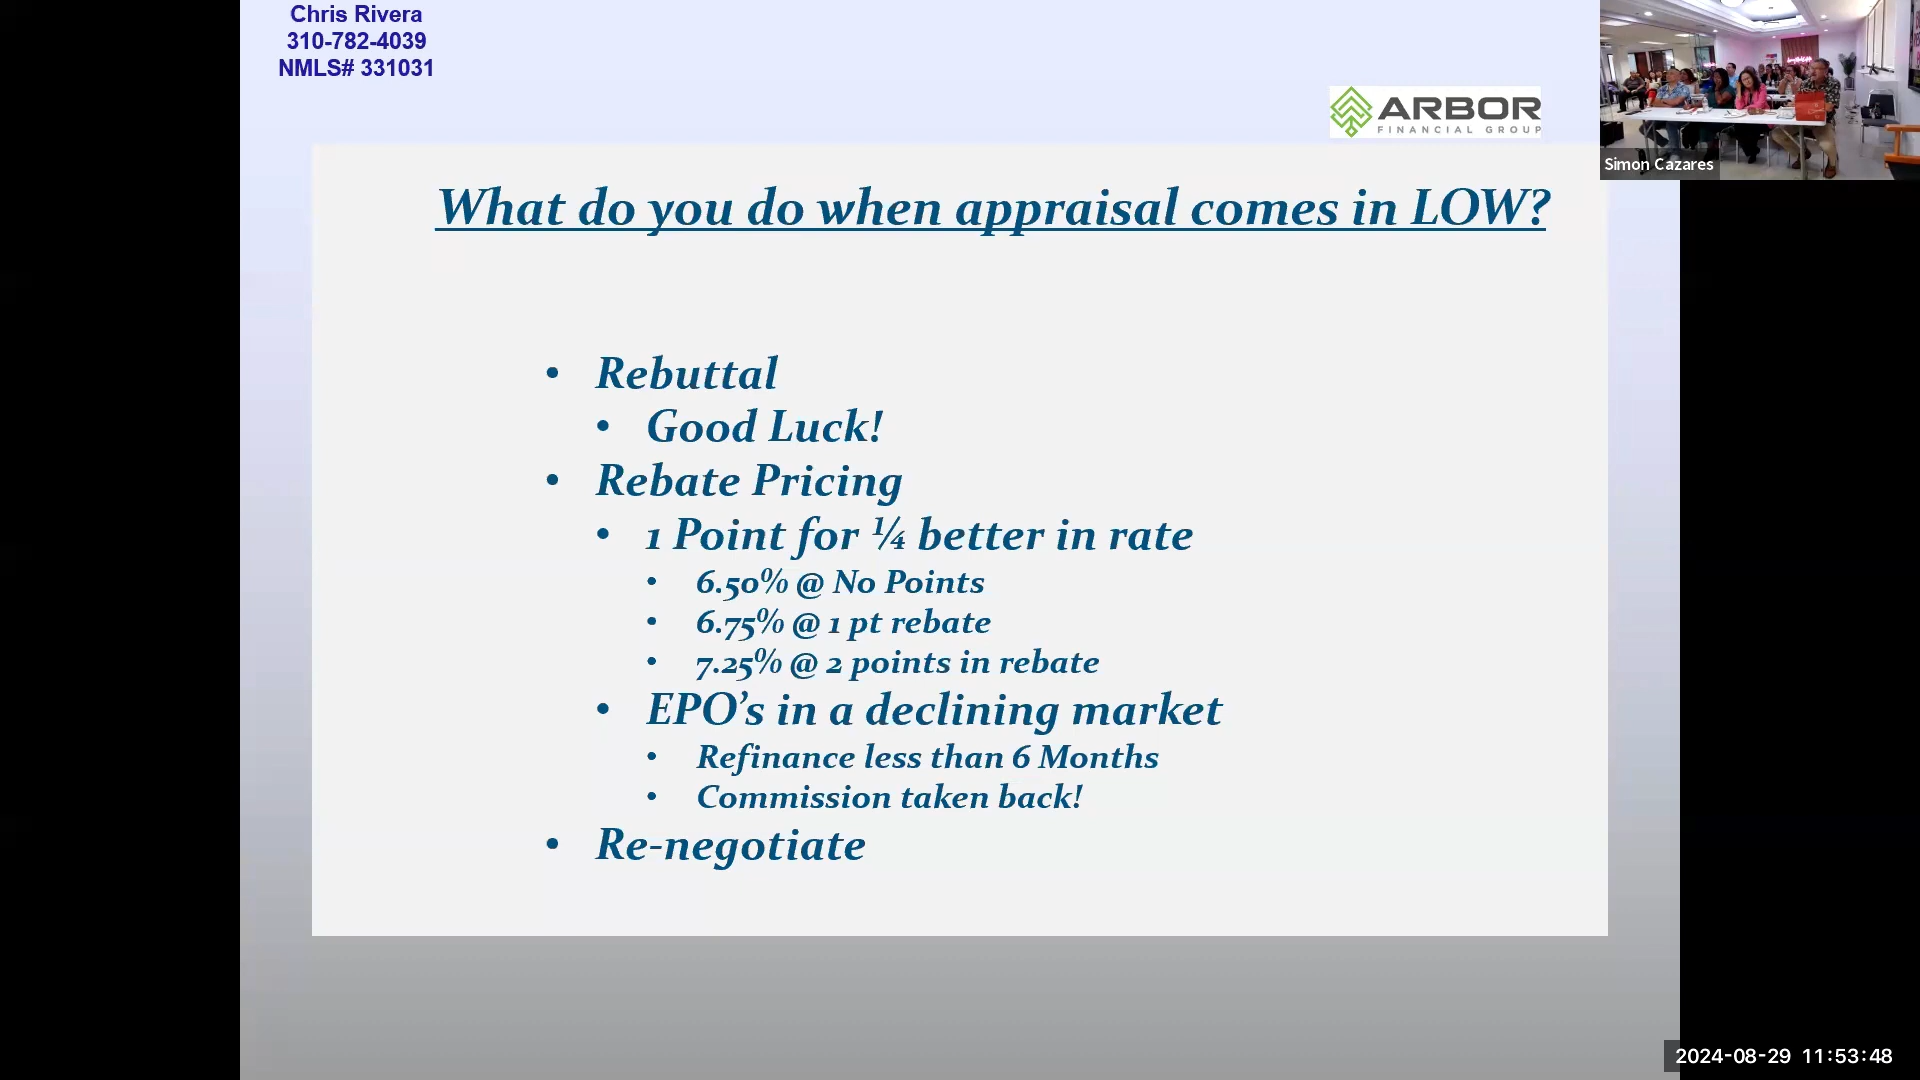 Chris Rivera
310-782-4039
NMLS# 331031
ARBOR
FINANCIAL GROUP
Simon Cazares
What do you do when appraisal comes in LOW?
• Rebuttal
• Good Luck!
• Rebate Pricing
• 1 Point for ¼ better in rate
• 6.50% @ No Points
• 6.75% @ 1 pt rebate
• 7.25% @ 2 points in rebate
• EPO’s in a declining market
• Refinance less than 6 Months
• Commission taken back!
• Re-negotiate
2024-08-29 11:53:48